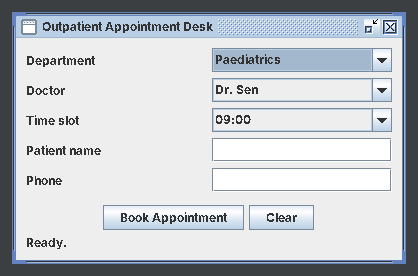 Outpatient Appointment Desk
Department Paediatrics
Doctor Dr. Sen
Time slot 09:00
Patient name
Phone
Book Appointment Clear
Ready.